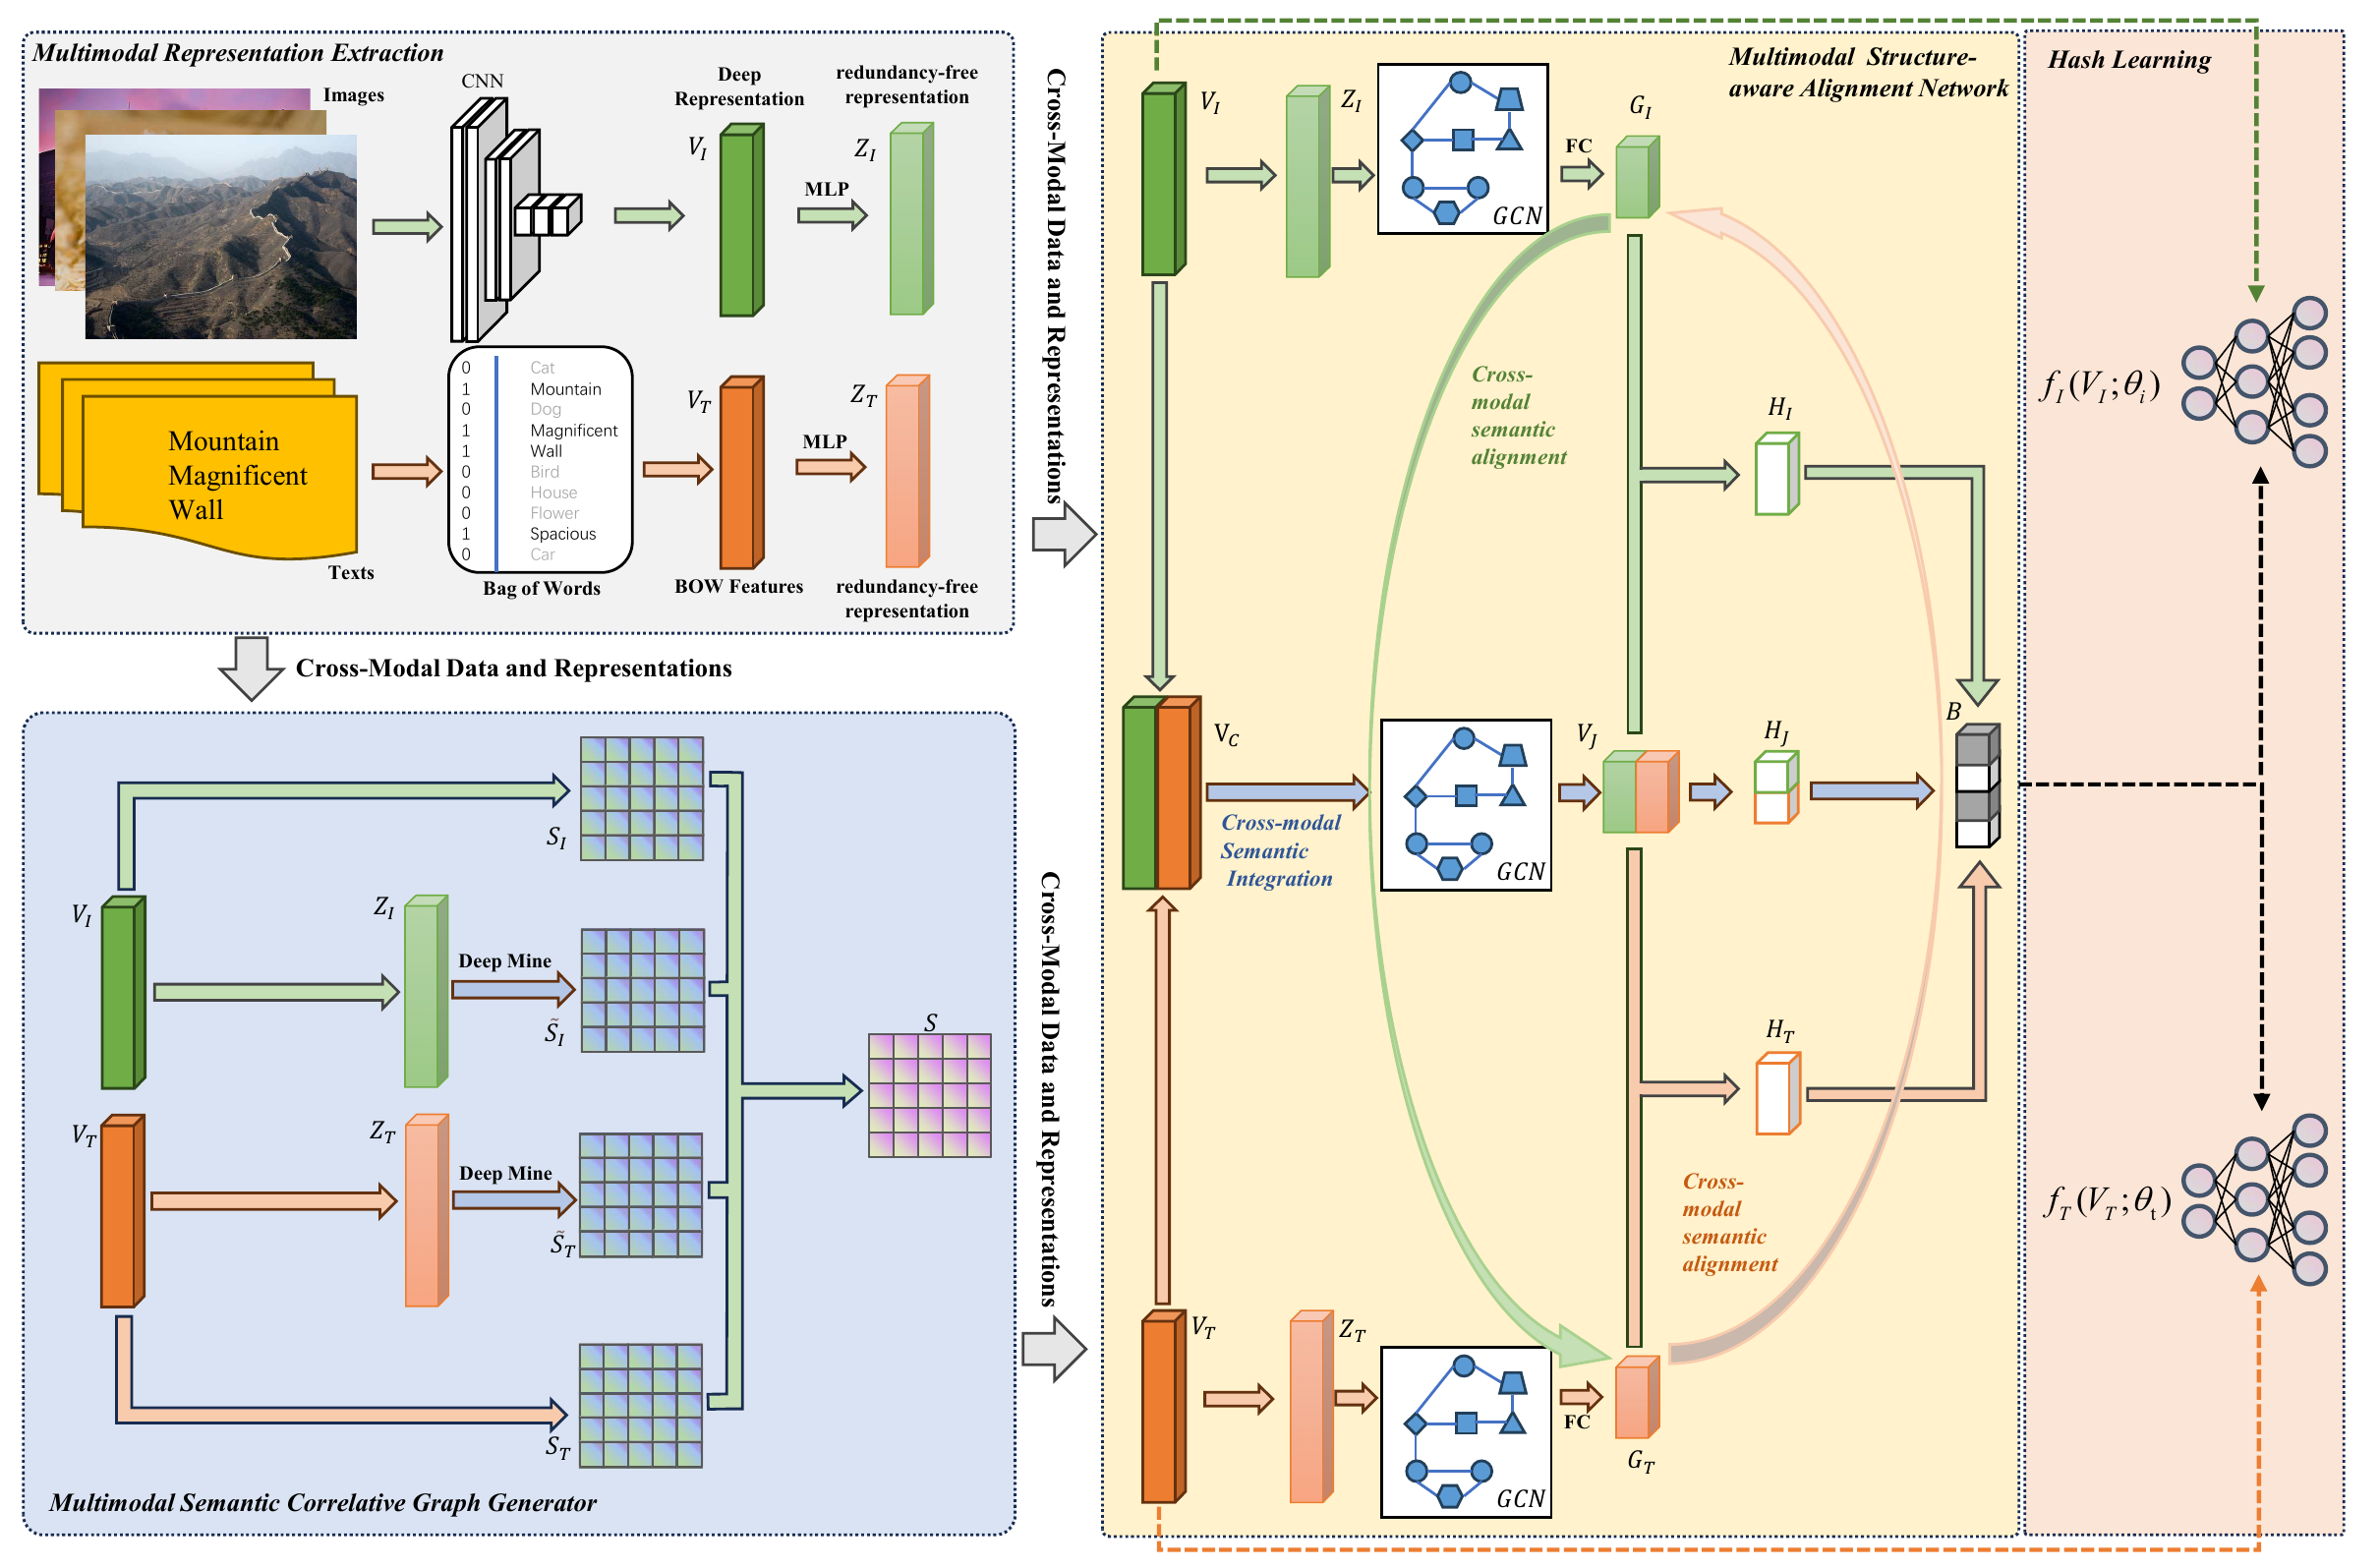 Multimodal Representation Extraction
Images
CNN
Deep
Representation
redundancy-free
representation
V_I
MLP
Z_I
Mountain
Magnificent
Wall
Texts
0 Cat
1 Mountain
0 Dog
1 Magnificent
1 Wall
0 Bird
0 House
0 Flower
1 Spacious
0 Car
Bag of Words
V_T
BOW Features
MLP
Z_T
redundancy-free
representation
Cross-Modal Data and Representations
Cross-Modal Data and Representations
Cross-Modal Data and Representations
S_I
V_I
Z_I
Deep Mine
S̃_I
S
V_T
Z_T
Deep Mine
S̃_T
S_T
Multimodal Semantic Correlative Graph Generator
Multimodal Structure-
aware Alignment Network
V_I
Z_I
GCN
FC
G_I
Cross-
modal
semantic
alignment
H_I
V_C
Cross-modal
Semantic
Integration
GCN
V_J
H_J
B
H_T
Cross-
modal
semantic
alignment
V_T
Z_T
GCN
FC
G_T
Hash Learning
f_I(V_I;θ_i)
f_T(V_T;θ_t)